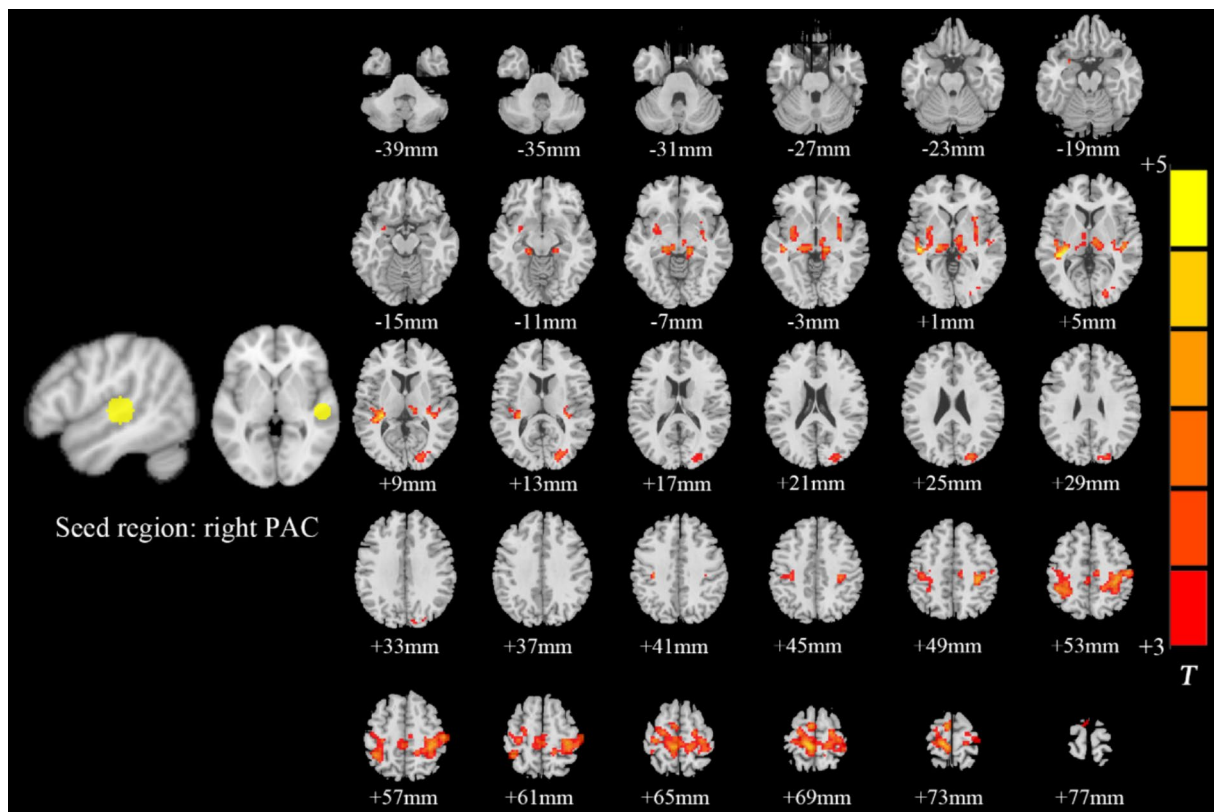 -39mm -35mm -31mm -27mm -23mm -19mm
+5
-15mm -11mm -7mm -3mm +1mm +5mm
+9mm +13mm +17mm +21mm +25mm +29mm
Seed region: right PAC
+33mm +37mm +41mm +45mm +49mm +53mm
+3
T
+57mm +61mm +65mm +69mm +73mm +77mm